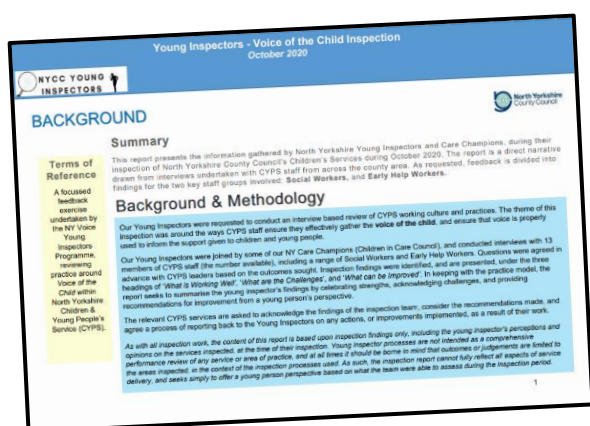 Young Inspectors - Voice of the Child Inspection
October 2020
NYCC YOUNG
INSPECTORS
North Yorkshire
County Council
BACKGROUND
Terms of
Reference
A focussed
feedback
exercise
undertaken by
the NY Voice
Young
Inspectors
Programme,
reviewing
practice around
Voice of the
Child within
North Yorkshire
Children &
Young People's
Service (CYPS).
Summary
This report presents the information gathered by North Yorkshire Young Inspectors and Care Champions, during their
inspection of North Yorkshire County Council's Children's Services during October 2020. The report is a direct narrative
drawn from interviews undertaken with CYPS staff from across the county area. As requested, feedback is divided into
findings for the two key staff groups involved: Social Workers, and Early Help Workers.
Background & Methodology
Our Young Inspectors were requested to conduct an interview based review of CYPS working culture and practices. The theme of this
inspection was around the ways CYPS staff ensure they effectively gather the voice of the child, and ensure that voice is properly
used to inform the support given to children and young people.
Our Young Inspectors were joined by some of our NY Care Champions (Children in Care Council), and conducted interviews with 13
members of CYPS staff (the number available), including a range of Social Workers and Early Help Workers. Questions were agreed in
advance with CYPS leaders based on the outcomes sought. Inspection findings were identified, and are presented, under the three
headings of 'What is Working Well', 'What are the Challenges', and 'What can be Improved'. In keeping with the practice model, the
report seeks to summarise the young inspector's findings by celebrating strengths, acknowledging challenges, and providing
recommendations for improvement from a young person's perspective.
The relevant CYPS services are asked to acknowledge the findings of the inspection team, consider the recommendations made, and
agree a process of reporting back to the Young Inspectors on any actions, or improvements implemented, as a result of their work.
As with all inspection work, the content of this report is based upon inspection findings only, including the young inspector's perceptions and
opinions on the services inspected, at the time of their inspection. Young inspector processes are not intended as a comprehensive
performance review of any service or area of practice, and at all times it should be borne in mind that outcomes or judgements are limited to
the areas inspected, in the context of the inspection processes used. As such, the inspection report cannot fully reflect all aspects of service
delivery, and seeks simply to offer a young person perspective based on what the team were able to assess during the inspection period.
1